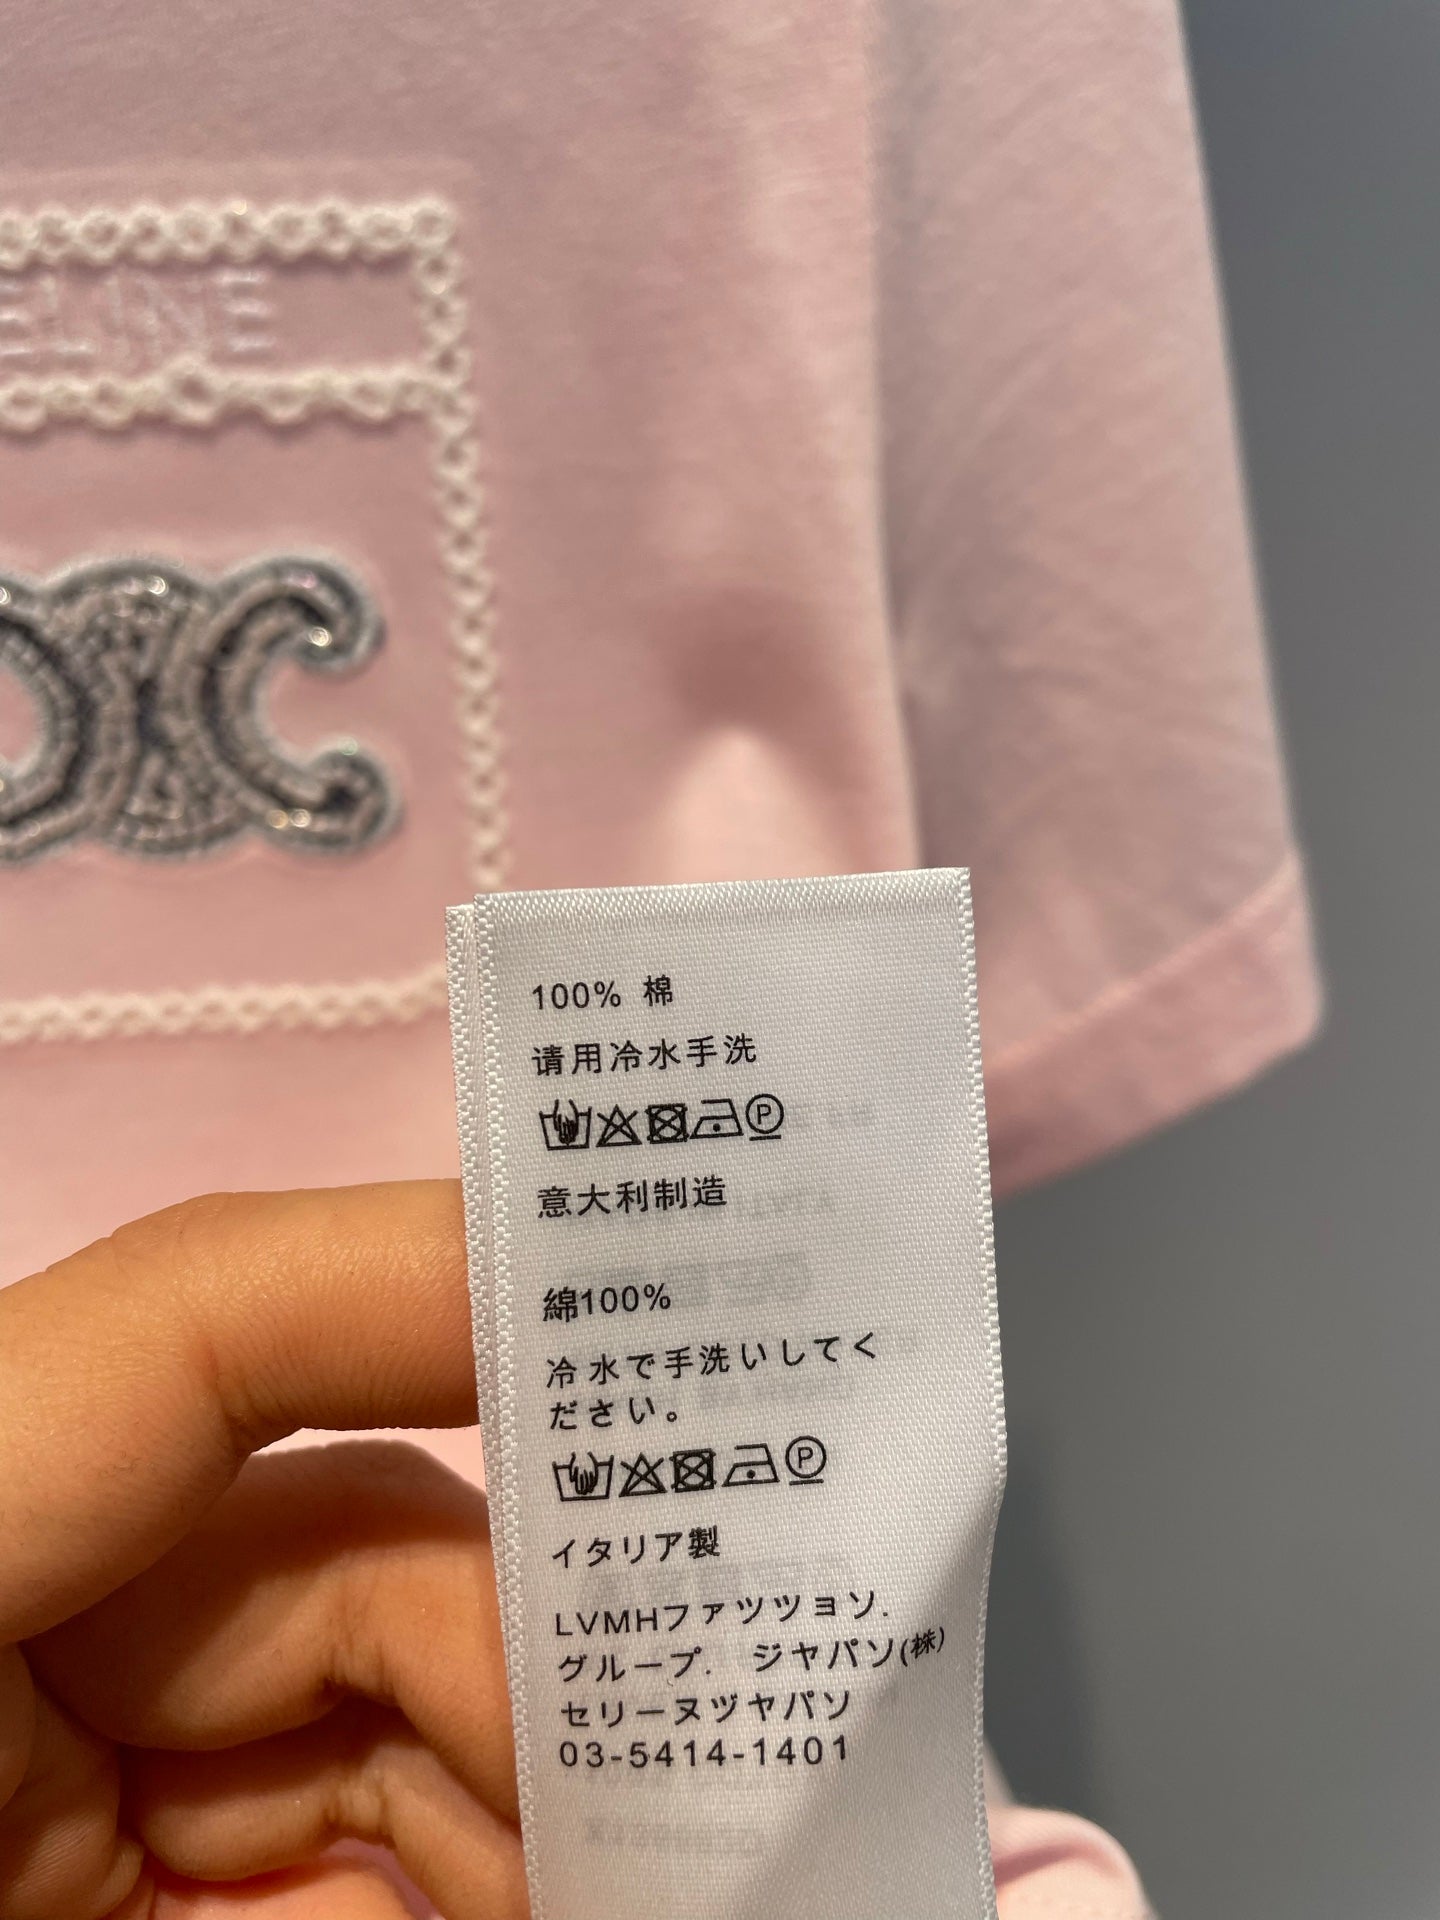 ELINE
100% 棉
请用冷水手洗
P
意大利制造
綿100%
冷水で手洗いしてく
ださい。
P
イタリア製
LVMHファツツョソ.
グループ. ジヤパソ(株)
セリーヌヅヤパソ
03-5414-1401